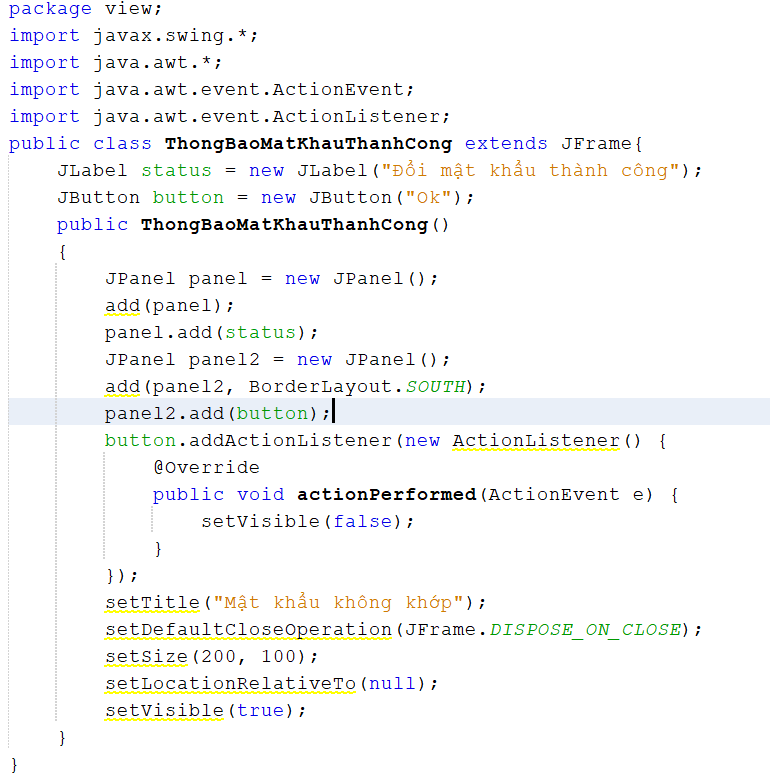 package view;
import javax.swing.*;
import java.awt.*;
import java.awt.event.ActionEvent;
import java.awt.event.ActionListener;
public class ThongBaoMatKhauThanhCong extends JFrame{
    JLabel status = new JLabel("Đổi mật khẩu thành công");
    JButton button = new JButton("Ok");
    public ThongBaoMatKhauThanhCong()
    {
        JPanel panel = new JPanel();
        add(panel);
        panel.add(status);
        JPanel panel2 = new JPanel();
        add(panel2, BorderLayout.SOUTH);
        panel2.add(button);
        button.addActionListener(new ActionListener() {
            @Override
            public void actionPerformed(ActionEvent e) {
                setVisible(false);
            }
        });
        setTitle("Mật khẩu không khớp");
        setDefaultCloseOperation(JFrame.DISPOSE_ON_CLOSE);
        setSize(200, 100);
        setLocationRelativeTo(null);
        setVisible(true);
    }
}